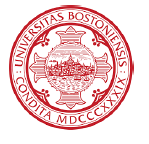 UNIVERSITAS BOSTONIENSIS
CONDITA MDCCCXXXIX